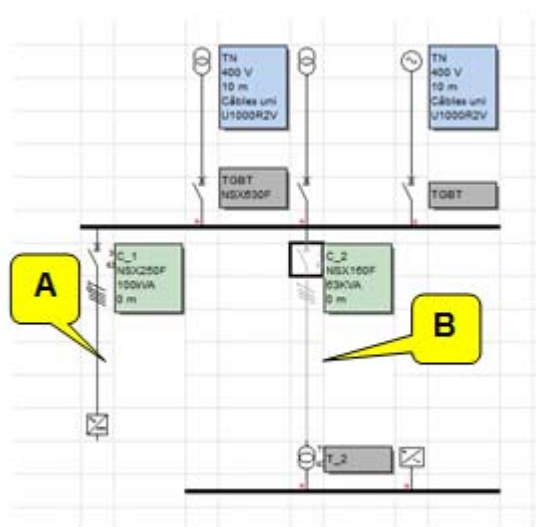 TN
400 V
10 m
Câbles uni
U1000R2V
TN
400 V
10 m
Câbles uni
U1000R2V
TGBT
NSX630F
TGBT
C_1
NSX250F
100kVA
0 m
C_2
NSX160F
63KVA
0 m
A
B
T_2